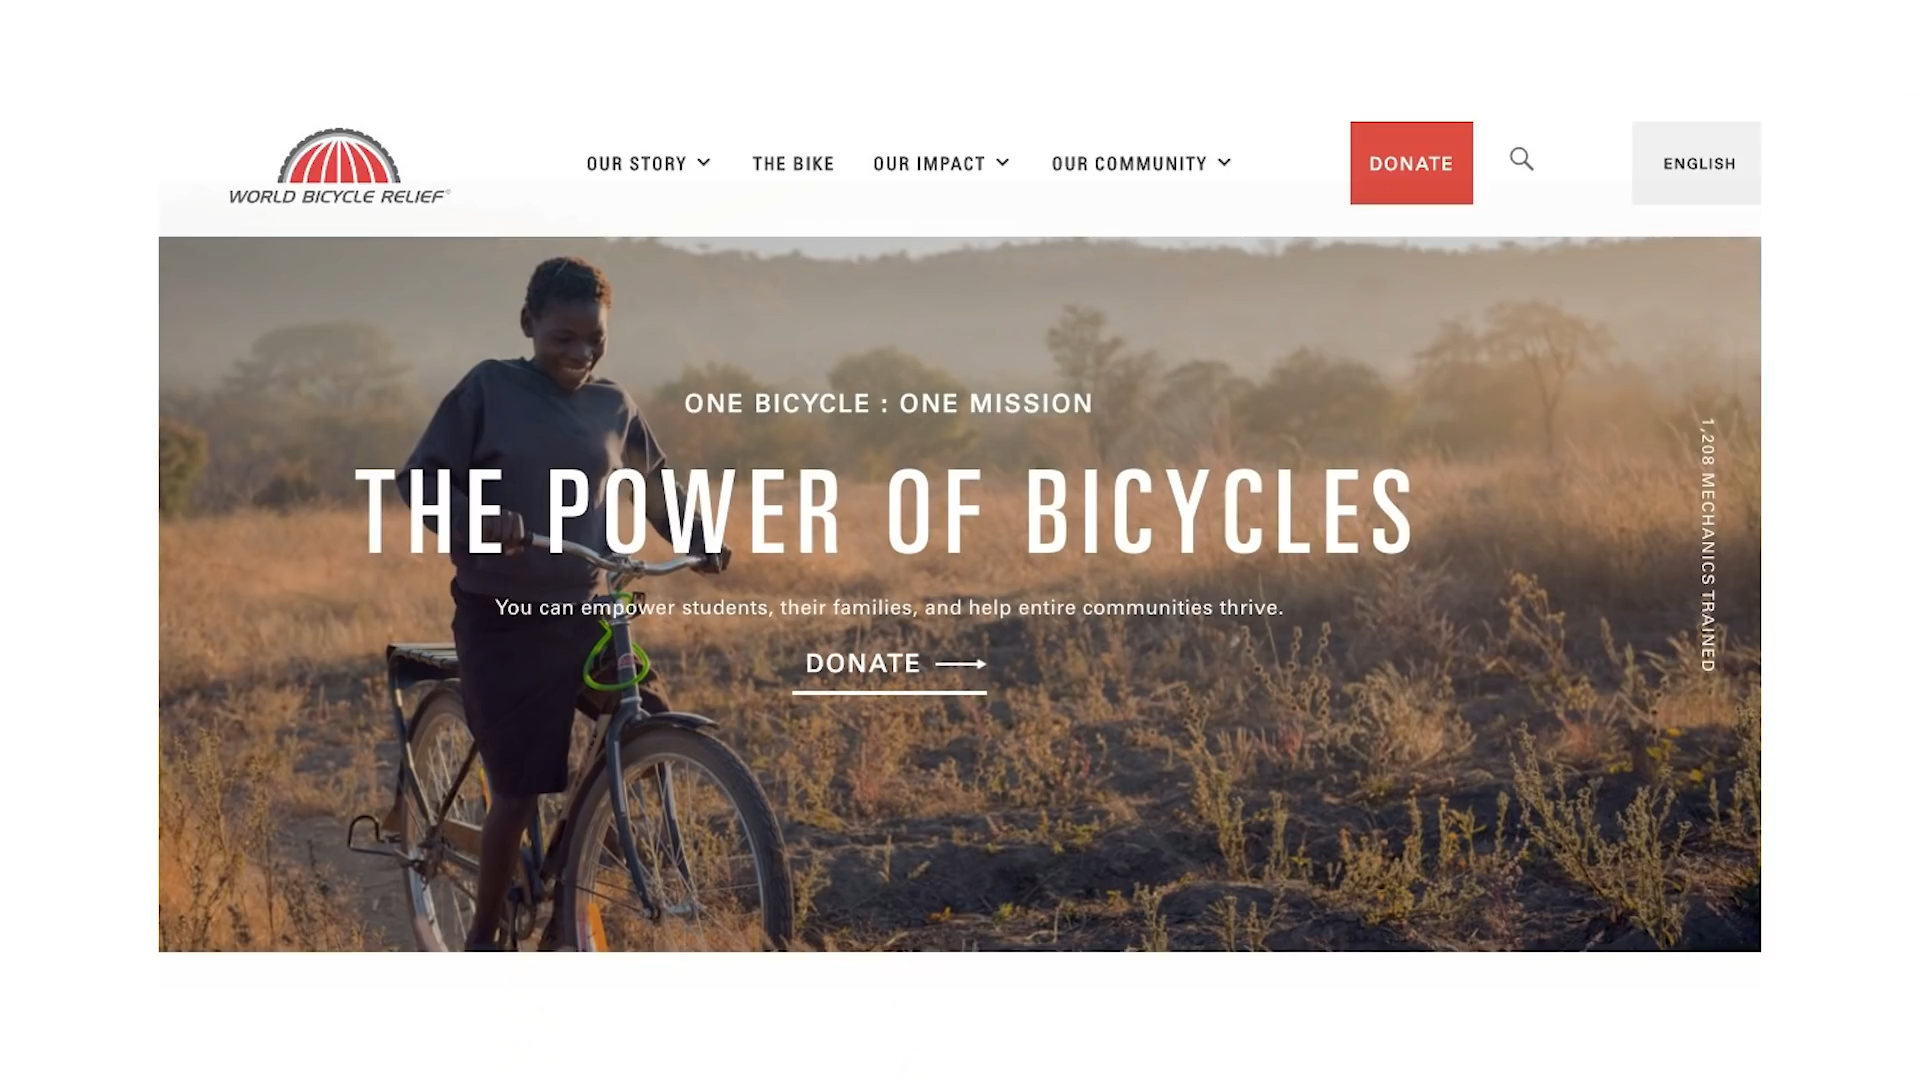 WORLD BICYCLE RELIEF®
OUR STORY
THE BIKE
OUR IMPACT
OUR COMMUNITY
DONATE
ENGLISH
ONE BICYCLE : ONE MISSION
THE POWER OF BICYCLES
You can empower students, their families, and help entire communities thrive.
DONATE
1,208 MECHANICS TRAINED